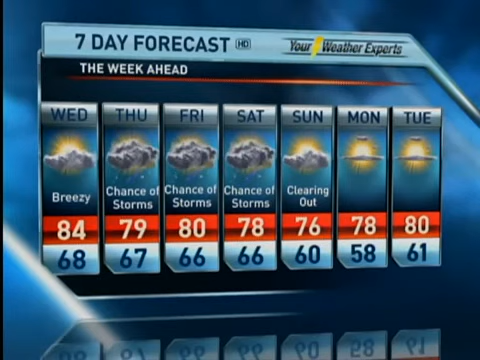 7 DAY FORECAST HD
Your Weather Experts
THE WEEK AHEAD
WED THU FRI SAT SUN MON TUE
Breezy
Chance of Storms
Chance of Storms
Chance of Storms
Clearing Out
84 79 80 78 76 78 80
68 67 66 66 60 58 61